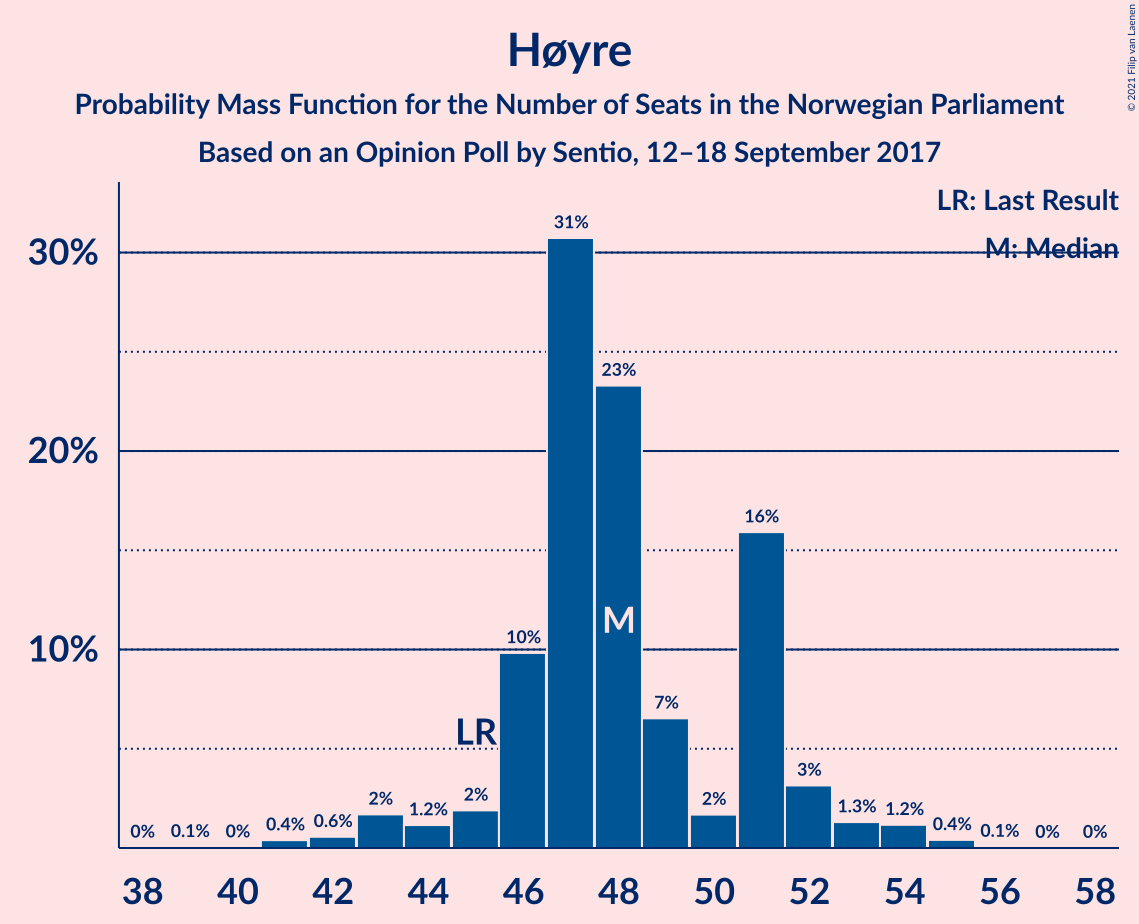 Høyre
Probability Mass Function for the Number of Seats in the Norwegian Parliament
Based on an Opinion Poll by Sentio, 12–18 September 2017
© 2021 Filip van Laenen
LR: Last Result
M: Median
30%
20%
10%
0%
0.1%
0%
0.4%
0.6%
2%
1.2%
2%
10%
31%
23%
7%
2%
16%
3%
1.3%
1.2%
0.4%
0.1%
0%
0%
LR
M
38 40 42 44 46 48 50 52 54 56 58